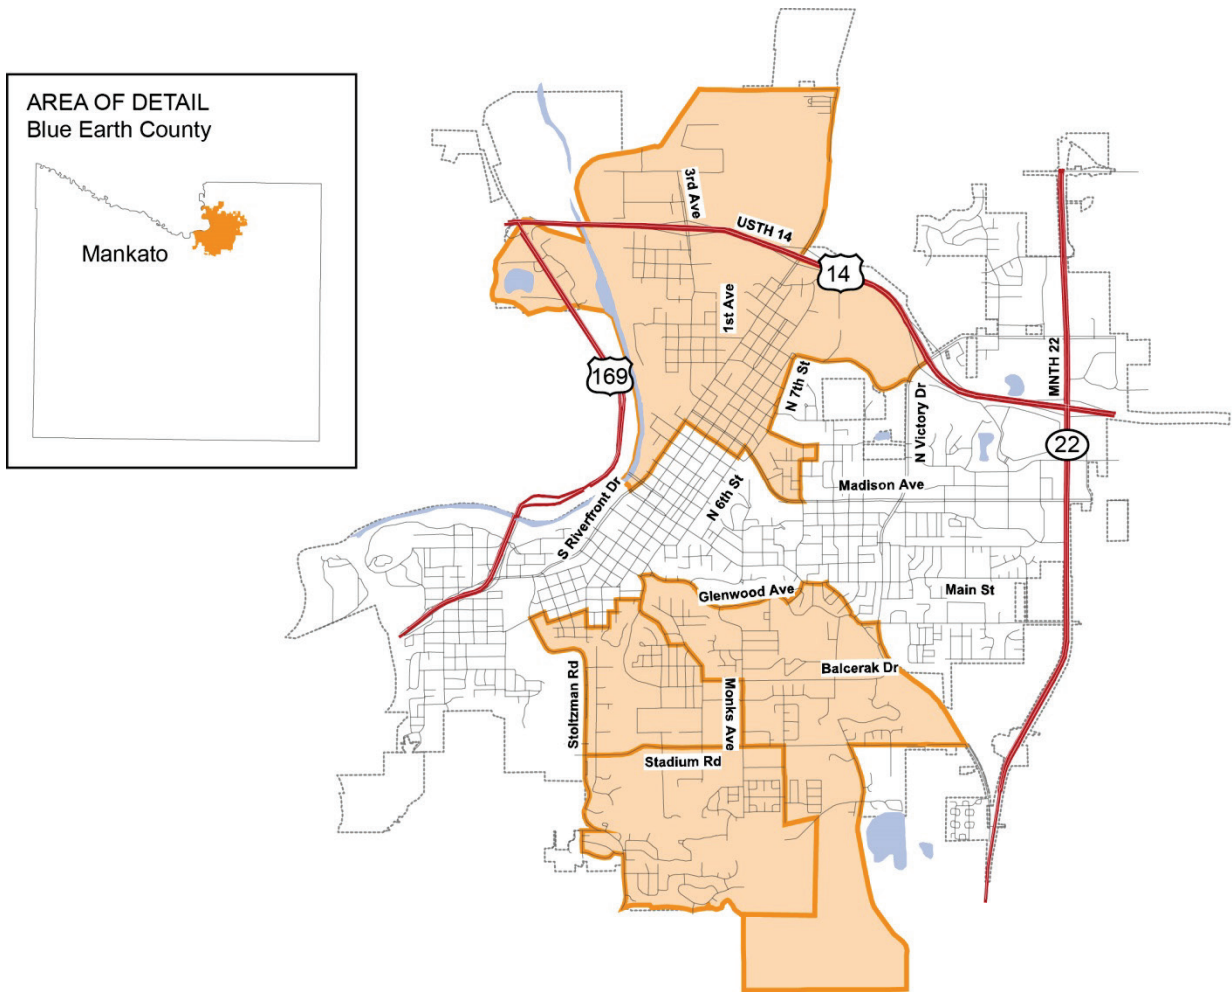 AREA OF DETAIL
Blue Earth County
Mankato
3rd Ave
USTH 14
14
1st Ave
169
N 7th St
N Victory Dr
MNTH 22
22
Madison Ave
S Riverfront Dr
N 6th St
Glenwood Ave
Main St
Balcerak Dr
Stoltzman Rd
Monks Ave
Stadium Rd